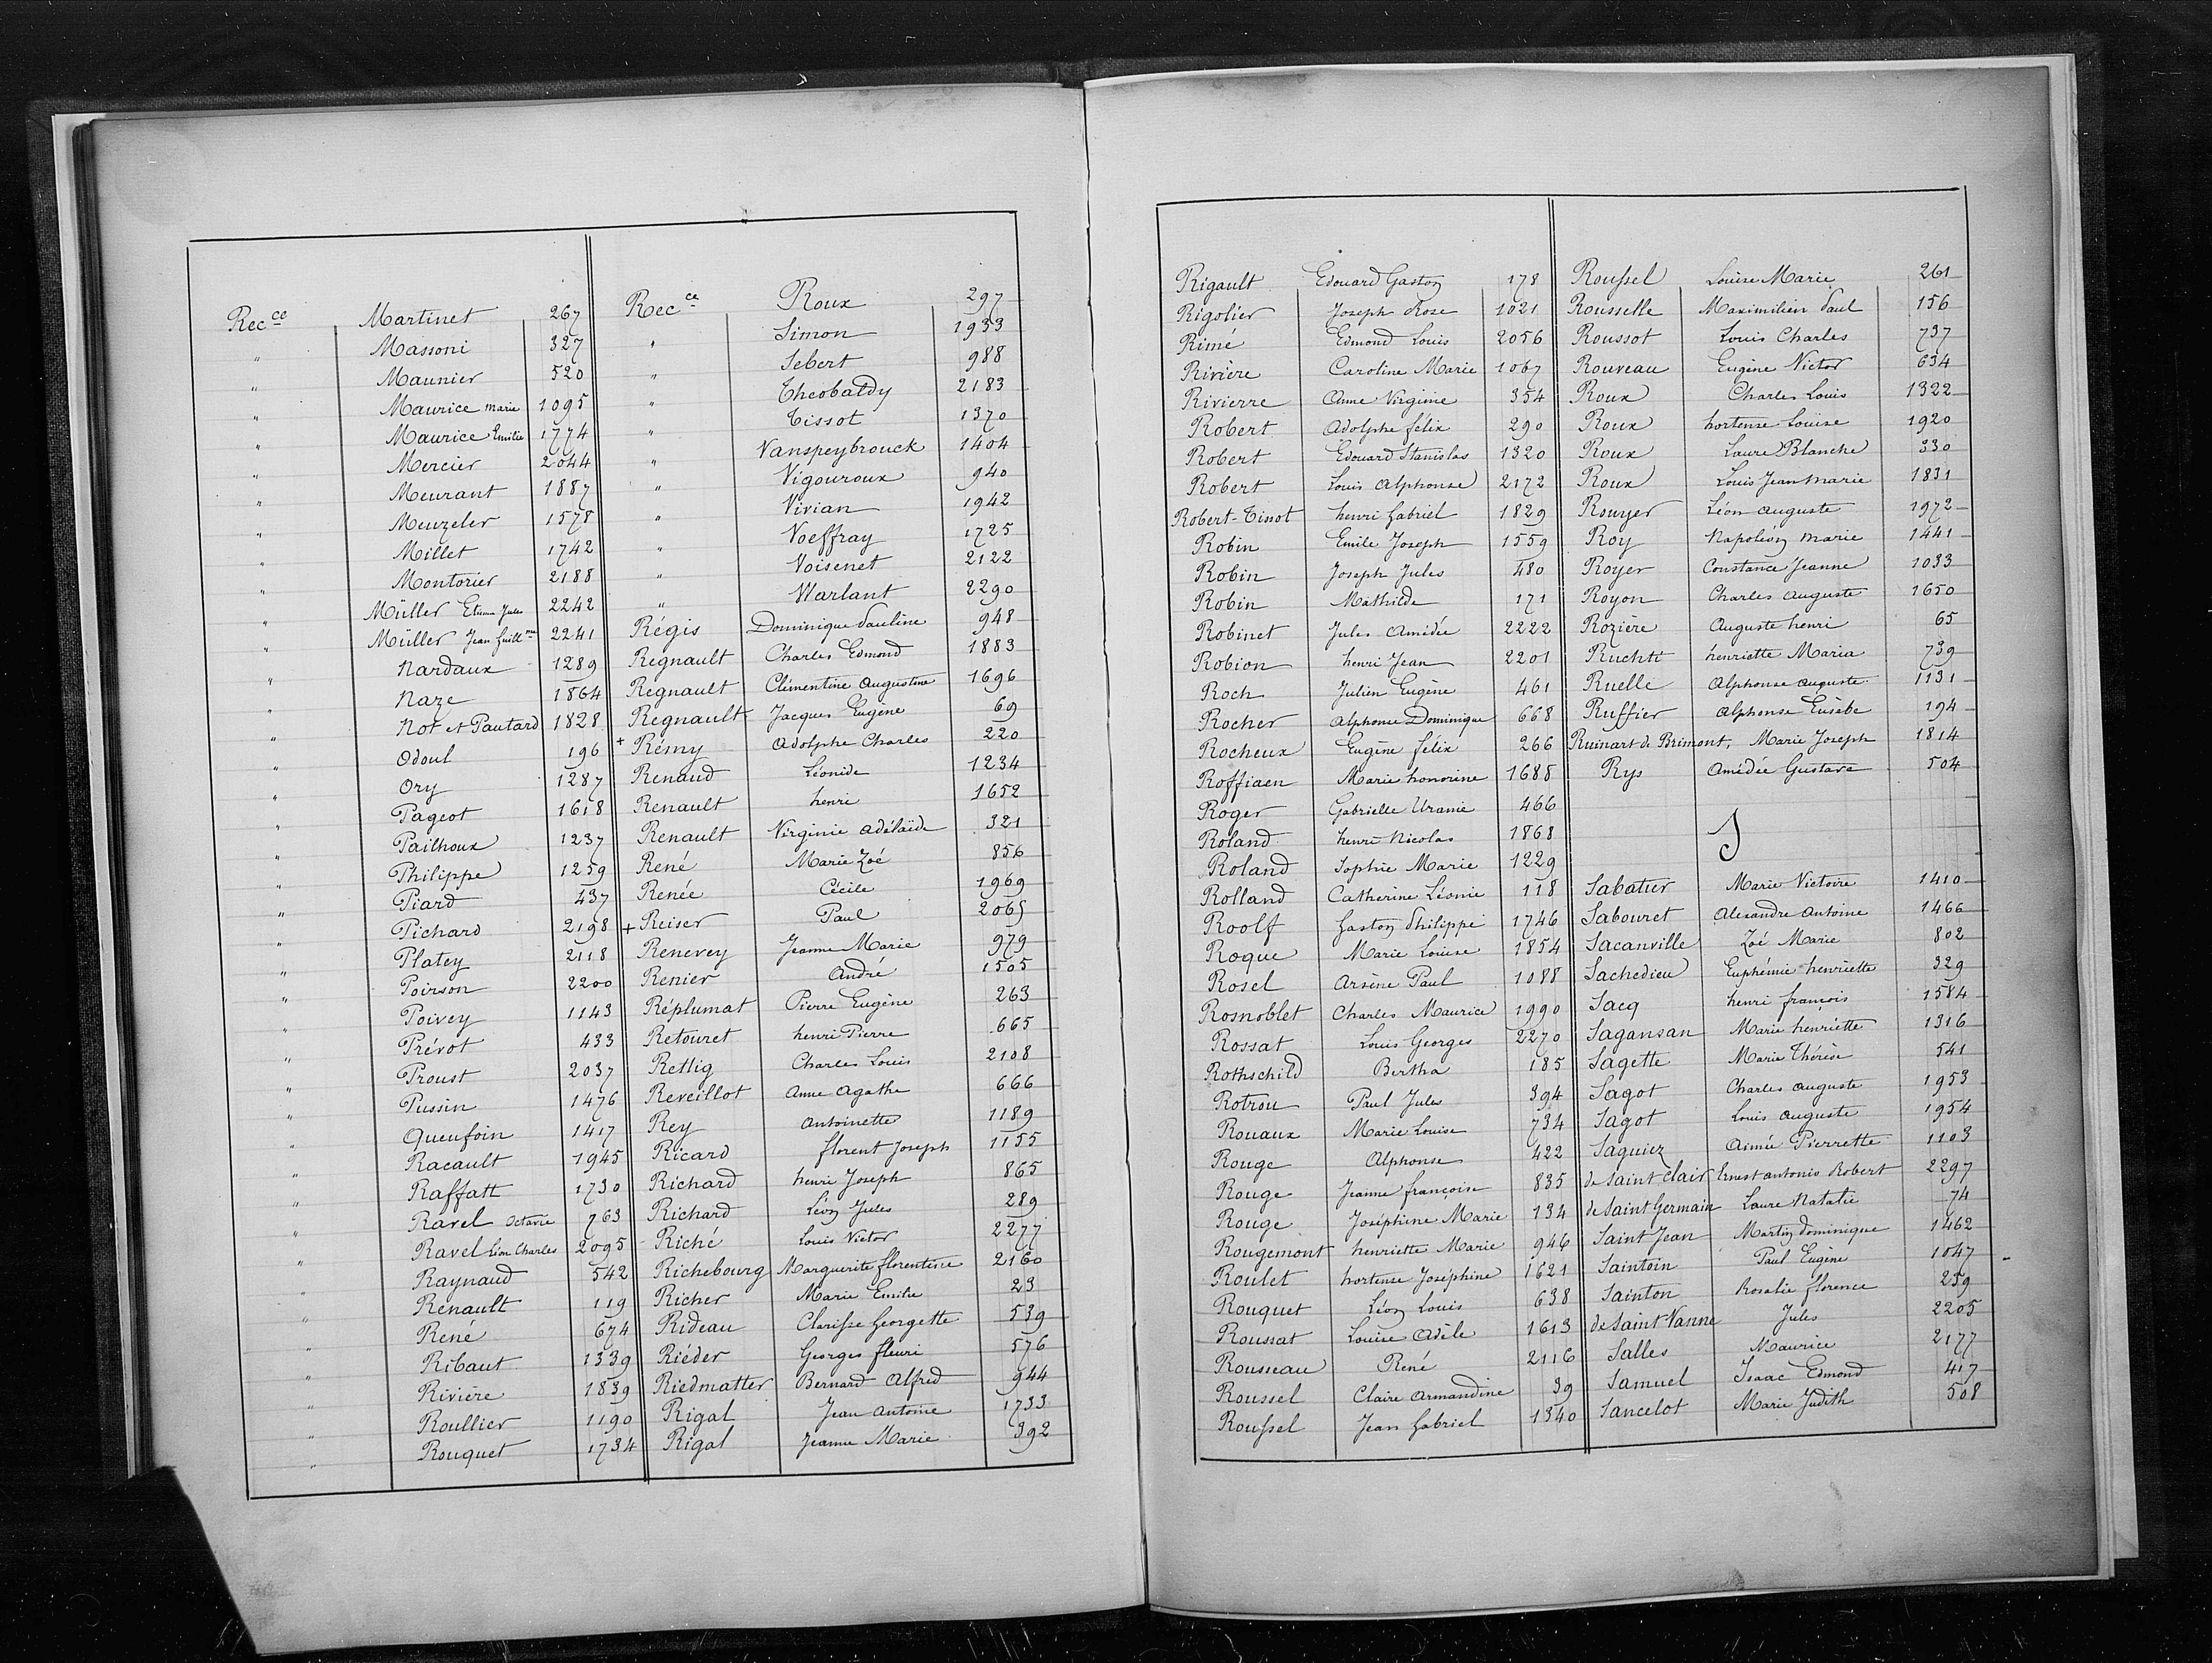 Rec.ce Martinet 267
" Massoni 327
" Maunier 520
" Maurice Marie 1095
" Maurice Emilie 1774
" Mercier 2044
" Meurant 1887
" Meuzeler 1578
" Millet 1742
" Montorier 2188
" Müller Etienne Jules 2242
" Müller Jean Guill.me 2241
" Nardaux 1289
" Naze 1864
" Not et Pautard 1828
" Odoul 196
" Ory 1287
" Pageot 1618
" Pailhoux 1237
" Philippe 1259
" Piard 437
" Pichard 2198
" Platey 2118
" Poirson 2200
" Poivey 1143
" Prévot 433
" Proust 2037
" Pussin 1476
" Queufoin 1417
" Racault 1945
" Raffatt 1730
" Ravel Octavie 763
" Ravel Léon Charles 2095
" Raynaud 542
" Renault 119
" René 674
" Ribaut 1339
" Rivière 1839
" Roullier 1190
" Rouquet 1734
Rec.ce Roux 297
" Simon 1933
" Sebert 988
" Theobaldy 2183
" Tissot 1370
" Vanspeybrouck 1404
" Vigouroux 940
" Vivian 1942
" Voeffray 1725
" Voisenet 2122
" Warlant 2290
Régis Dominique Pauline 948
Regnault Charles Edmond 1883
Regnault Clémentine Augustine 1696
Regnault Jacques Eugène 69
+ Rémy Adolphe Charles 220
Renaud Léonide 1234
Renault henri 1652
Renault Virginie Adélaïde 321
René Marie Zoé 856
Renée Cécile 1969
+ Reiser Paul 2065
Renevey Jeanne Marie 979
Renier André 1505
Réplumat Pierre Eugène 263
Retouret henri Pierre 665
Retlig Charles Louis 2108
Reveillot Anne Agathe 666
Rey Antoinette 1189
Ricard florent Joseph 1155
Richard henri Joseph 865
Richard Léon Jules 289
Riché Louis Victor 2277
Richebourg Marguerite florentine 2160
Richer Marie Emilie 23
Rideau Clarisse Georgette 539
Riéder Georges fleuri 576
Riedmatter Bernard Alfred 944
Rigal Jean Antoine 1733
Rigal Jeanne Marie 392
Rigault Edouard Gaston 178
Rigolier Joseph Rose 1021
Rimé Edmond Louis 2056
Rivière Caroline Marie 1067
Rivierre Anne Virginie 354
Robert Adolphe félix 290
Robert Edouard Stanislas 1320
Robert Louis Alphonse 2172
Robert-Tinot henri Gabriel 1829
Robin Emile Joseph 1559
Robin Joseph Jules 480
Robin Mathilde 171
Robinet Jules Amédée 2222
Robion henri Jean 2201
Roch Julien Eugène 461
Rocher Alphonse Dominique 668
Rocheux Eugène félix 266
Roffiaen Marie honorine 1688
Roger Gabrielle Uranie 466
Roland henri Nicolas 1868
Roland Sophie Marie 1229
Rolland Catherine Léonie 118
Roolf Gaston Philippe 1746
Roque Marie Louise 1854
Rosel Arsène Paul 1088
Rosnoblet Charles Maurice 1990
Rossat Louis Georges 2270
Rothschild Bertha 185
Rotrou Paul Jules 394
Rouaux Marie Louise 734
Rouge Alphonse 422
Rouge Jeanne françoise 835
Rouge Joséphine Marie 134
Rougemont henriette Marie 946
Roulet hortense Joséphine 1621
Rouquet Léon Louis 638
Roussat Louise Adèle 1613
Rousseau René 2116
Roussel Claire Armandine 39
Roussel Jean Gabriel 1340
Roussel Louise Marie 261
Rousselle Maximilien Paul 156
Roussot Louis Charles 737
Rouveau Eugène Victor 634
Roux Charles Louis 1322
Roux hortense Louise 1920
Roux Laure Blanche 330
Roux Louis Jean Marie 1831
Rouyer Léon Auguste 1972
Roy Napoléon Marie 1441
Royer Constance Jeanne 1033
Royon Charles Auguste 1650
Rozière Auguste henri 65
Ruchti henriette Maria 739
Ruelle Alphonse Auguste 1131
Ruffier Alphonse Eusèbe 194
Ruinart de Brimont, Marie Joseph 1814
Rys Amédée Gustave 504
S
Sabatier Marie Victoire 1410
Sabouret Alexandre Antoine 1466
Sacanville Zoé Marie 802
Sachedieu Euphémie henriette 329
Sacq henri françois 1584
Sagansan Marie henriette 1316
Sagette Marie Thérèse 541
Sagot Charles Auguste 1953
Sagot Louis Auguste 1954
Saguiez Aimée Pierrette 1103
de Saint Clair Ernest Antonio Robert 2297
de Saint Germain Laure Natalie 74
Saint Jean Martin Dominique 1462
Saintoin Paul Eugène 1047
Sainton Rosalie florence 259
de Saint Vanne Jules 2205
Salles Maurice 2177
Samuel Isaac Edmond 417
Sancelot Marie Judith 508